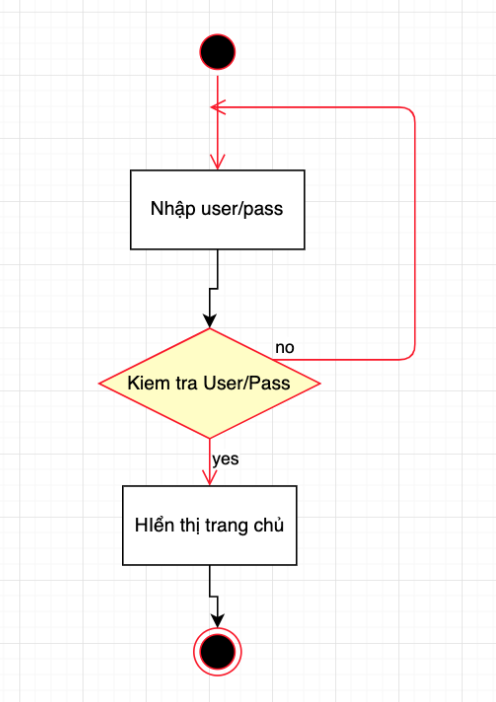 Nhập user/pass
no
Kiem tra User/Pass
yes
HIển thị trang chủ